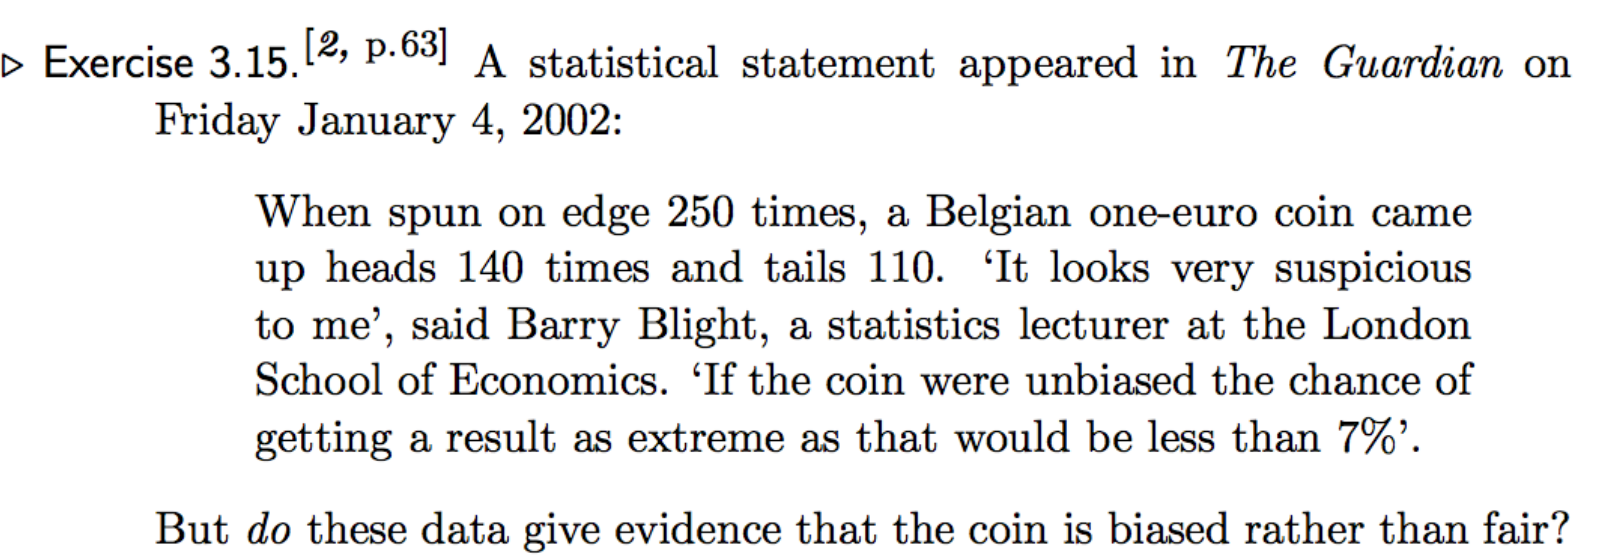 ▷ Exercise 3.15.[2, p.63] A statistical statement appeared in The Guardian on
Friday January 4, 2002:
When spun on edge 250 times, a Belgian one-euro coin came
up heads 140 times and tails 110. ‘It looks very suspicious
to me’, said Barry Blight, a statistics lecturer at the London
School of Economics. ‘If the coin were unbiased the chance of
getting a result as extreme as that would be less than 7%’.
But do these data give evidence that the coin is biased rather than fair?